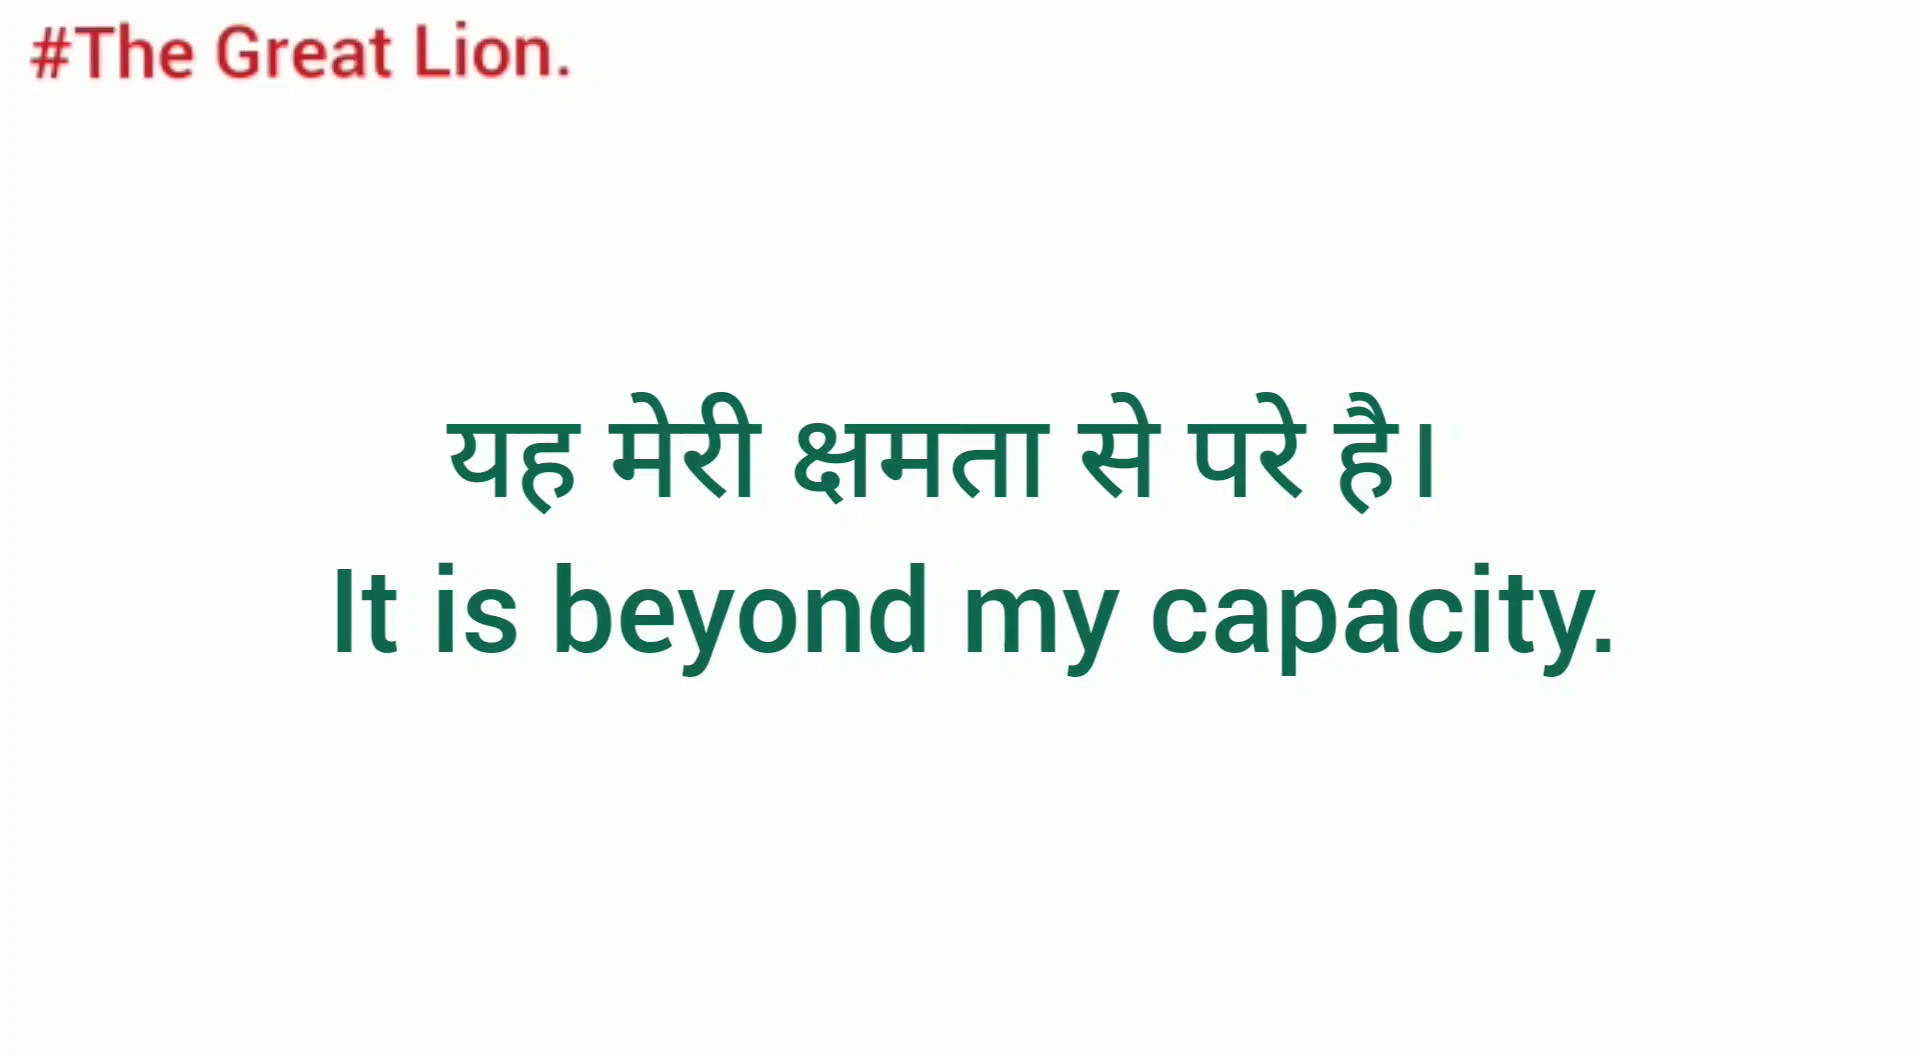 #The Great Lion.
यह मेरी क्षमता से परे है।
It is beyond my capacity.